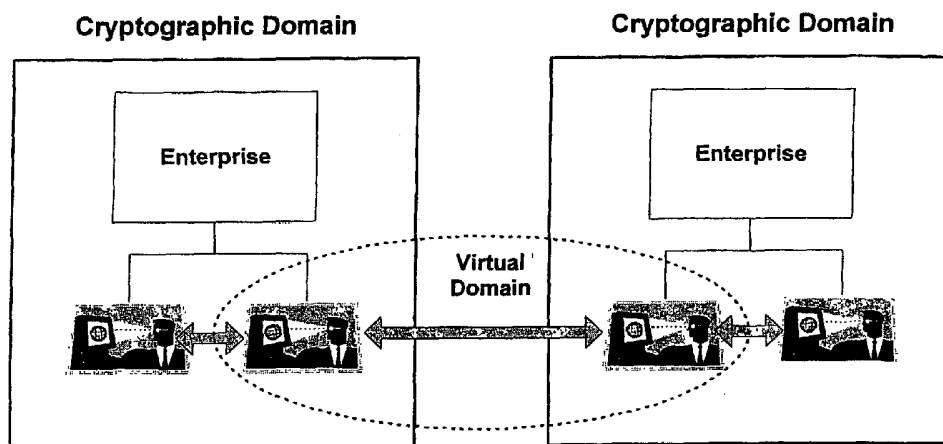 Cryptographic Domain
Cryptographic Domain
Enterprise
Enterprise
Virtual
Domain